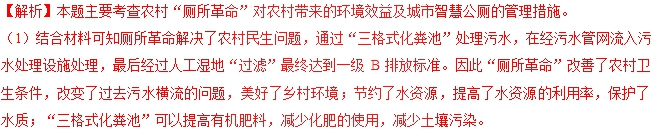 【解析】本题主要考查农村“厕所革命”对农村带来的环境效益及城市智慧公厕的管理措施。
（1）结合材料可知厕所革命解决了农村民生问题，通过“三格式化粪池”处理污水，在经污水管网流入污
水处理设施处理，最后经过人工湿地“过滤”最终达到一级 B 排放标准。因此“厕所革命”改善了农村卫
生条件，改变了过去污水横流的问题，美好了乡村环境；节约了水资源，提高了水资源的利用率，保护了
水质；“三格式化粪池”可以提高有机肥料，减少化肥的使用，减少土壤污染。